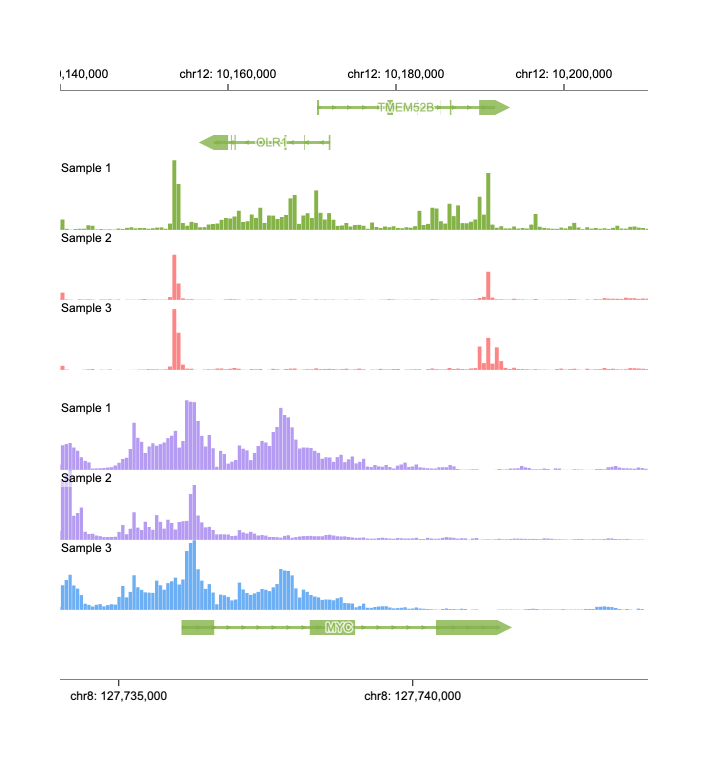 ),140,000 chr12: 10,160,000 chr12: 10,180,000 chr12: 10,200,000
TMEM52B
OLR1
Sample 1
Sample 2
Sample 3
Sample 1
Sample 2
Sample 3
MYC
chr8: 127,735,000 chr8: 127,740,000